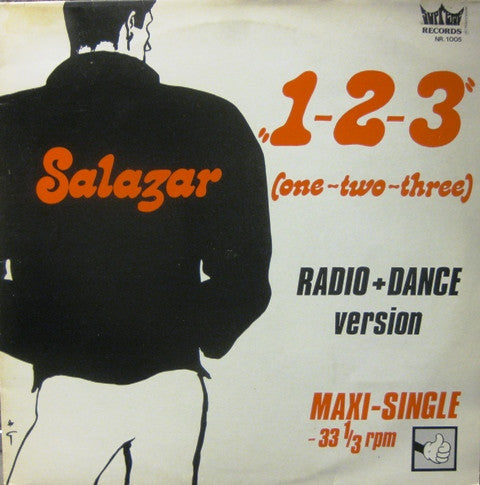 RECORDS
NR. 1005
„1-2-3”
Salazar
(one-two-three)
RADIO+DANCE
version
MAXI-SINGLE
- 33 1/3 rpm